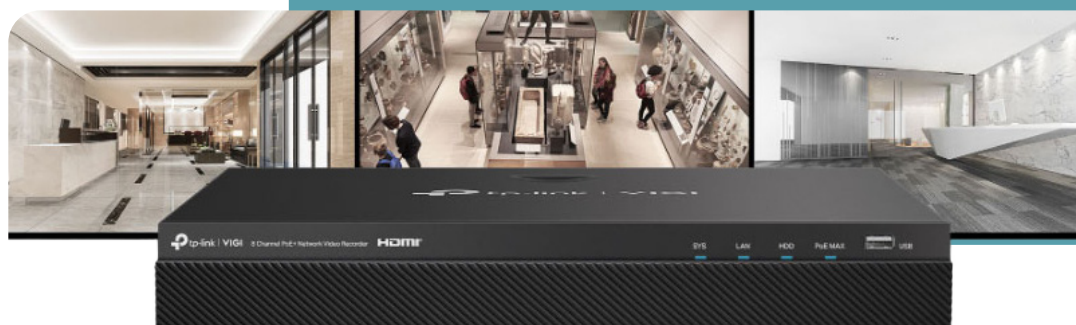 tp-link | VIGI
tp-link | VIGI 8 Channel PoE+ Network Video Recorder HDMI SYS LAN HDD PoE MAX USB